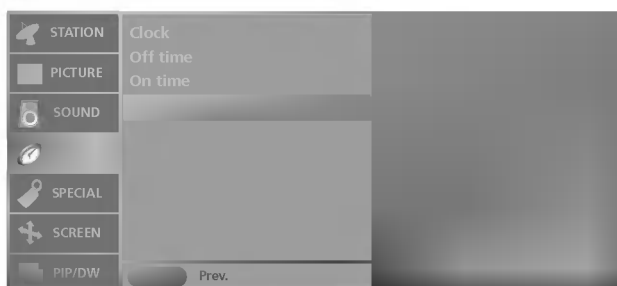 STATION
PICTURE
SOUND
SPECIAL
SCREEN
PIP/DW
Clock
Off time
On time
Prev.